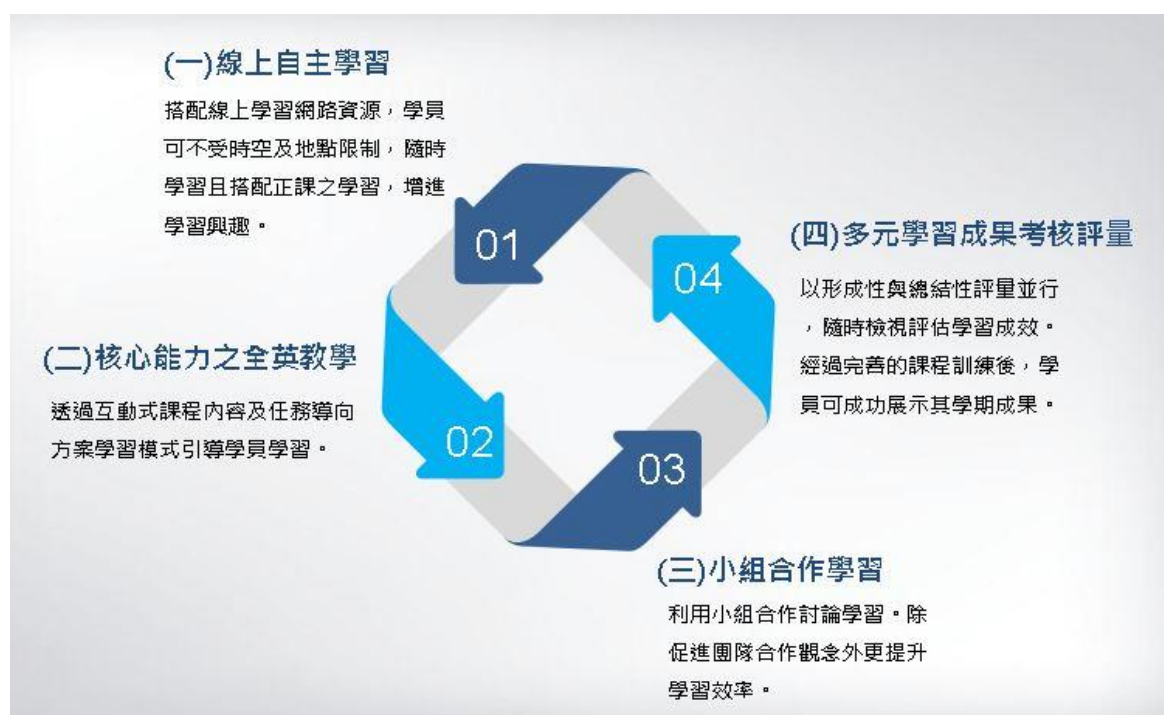 (一)線上自主學習
搭配線上學習網路資源，學員
可不受時空及地點限制，隨時
學習且搭配正課之學習，增進
學習興趣。
01
(二)核心能力之全英教學
透過互動式課程內容及任務導向
方案學習模式引導學員學習。
02
(三)小組合作學習
利用小組合作討論學習。除
促進團隊合作觀念外更提升
學習效率。
03
(四)多元學習成果考核評量
以形成性與總結性評量並行
，隨時檢視評估學習成效。
經過完善的課程訓練後，學
員可成功展示其學期成果。
04